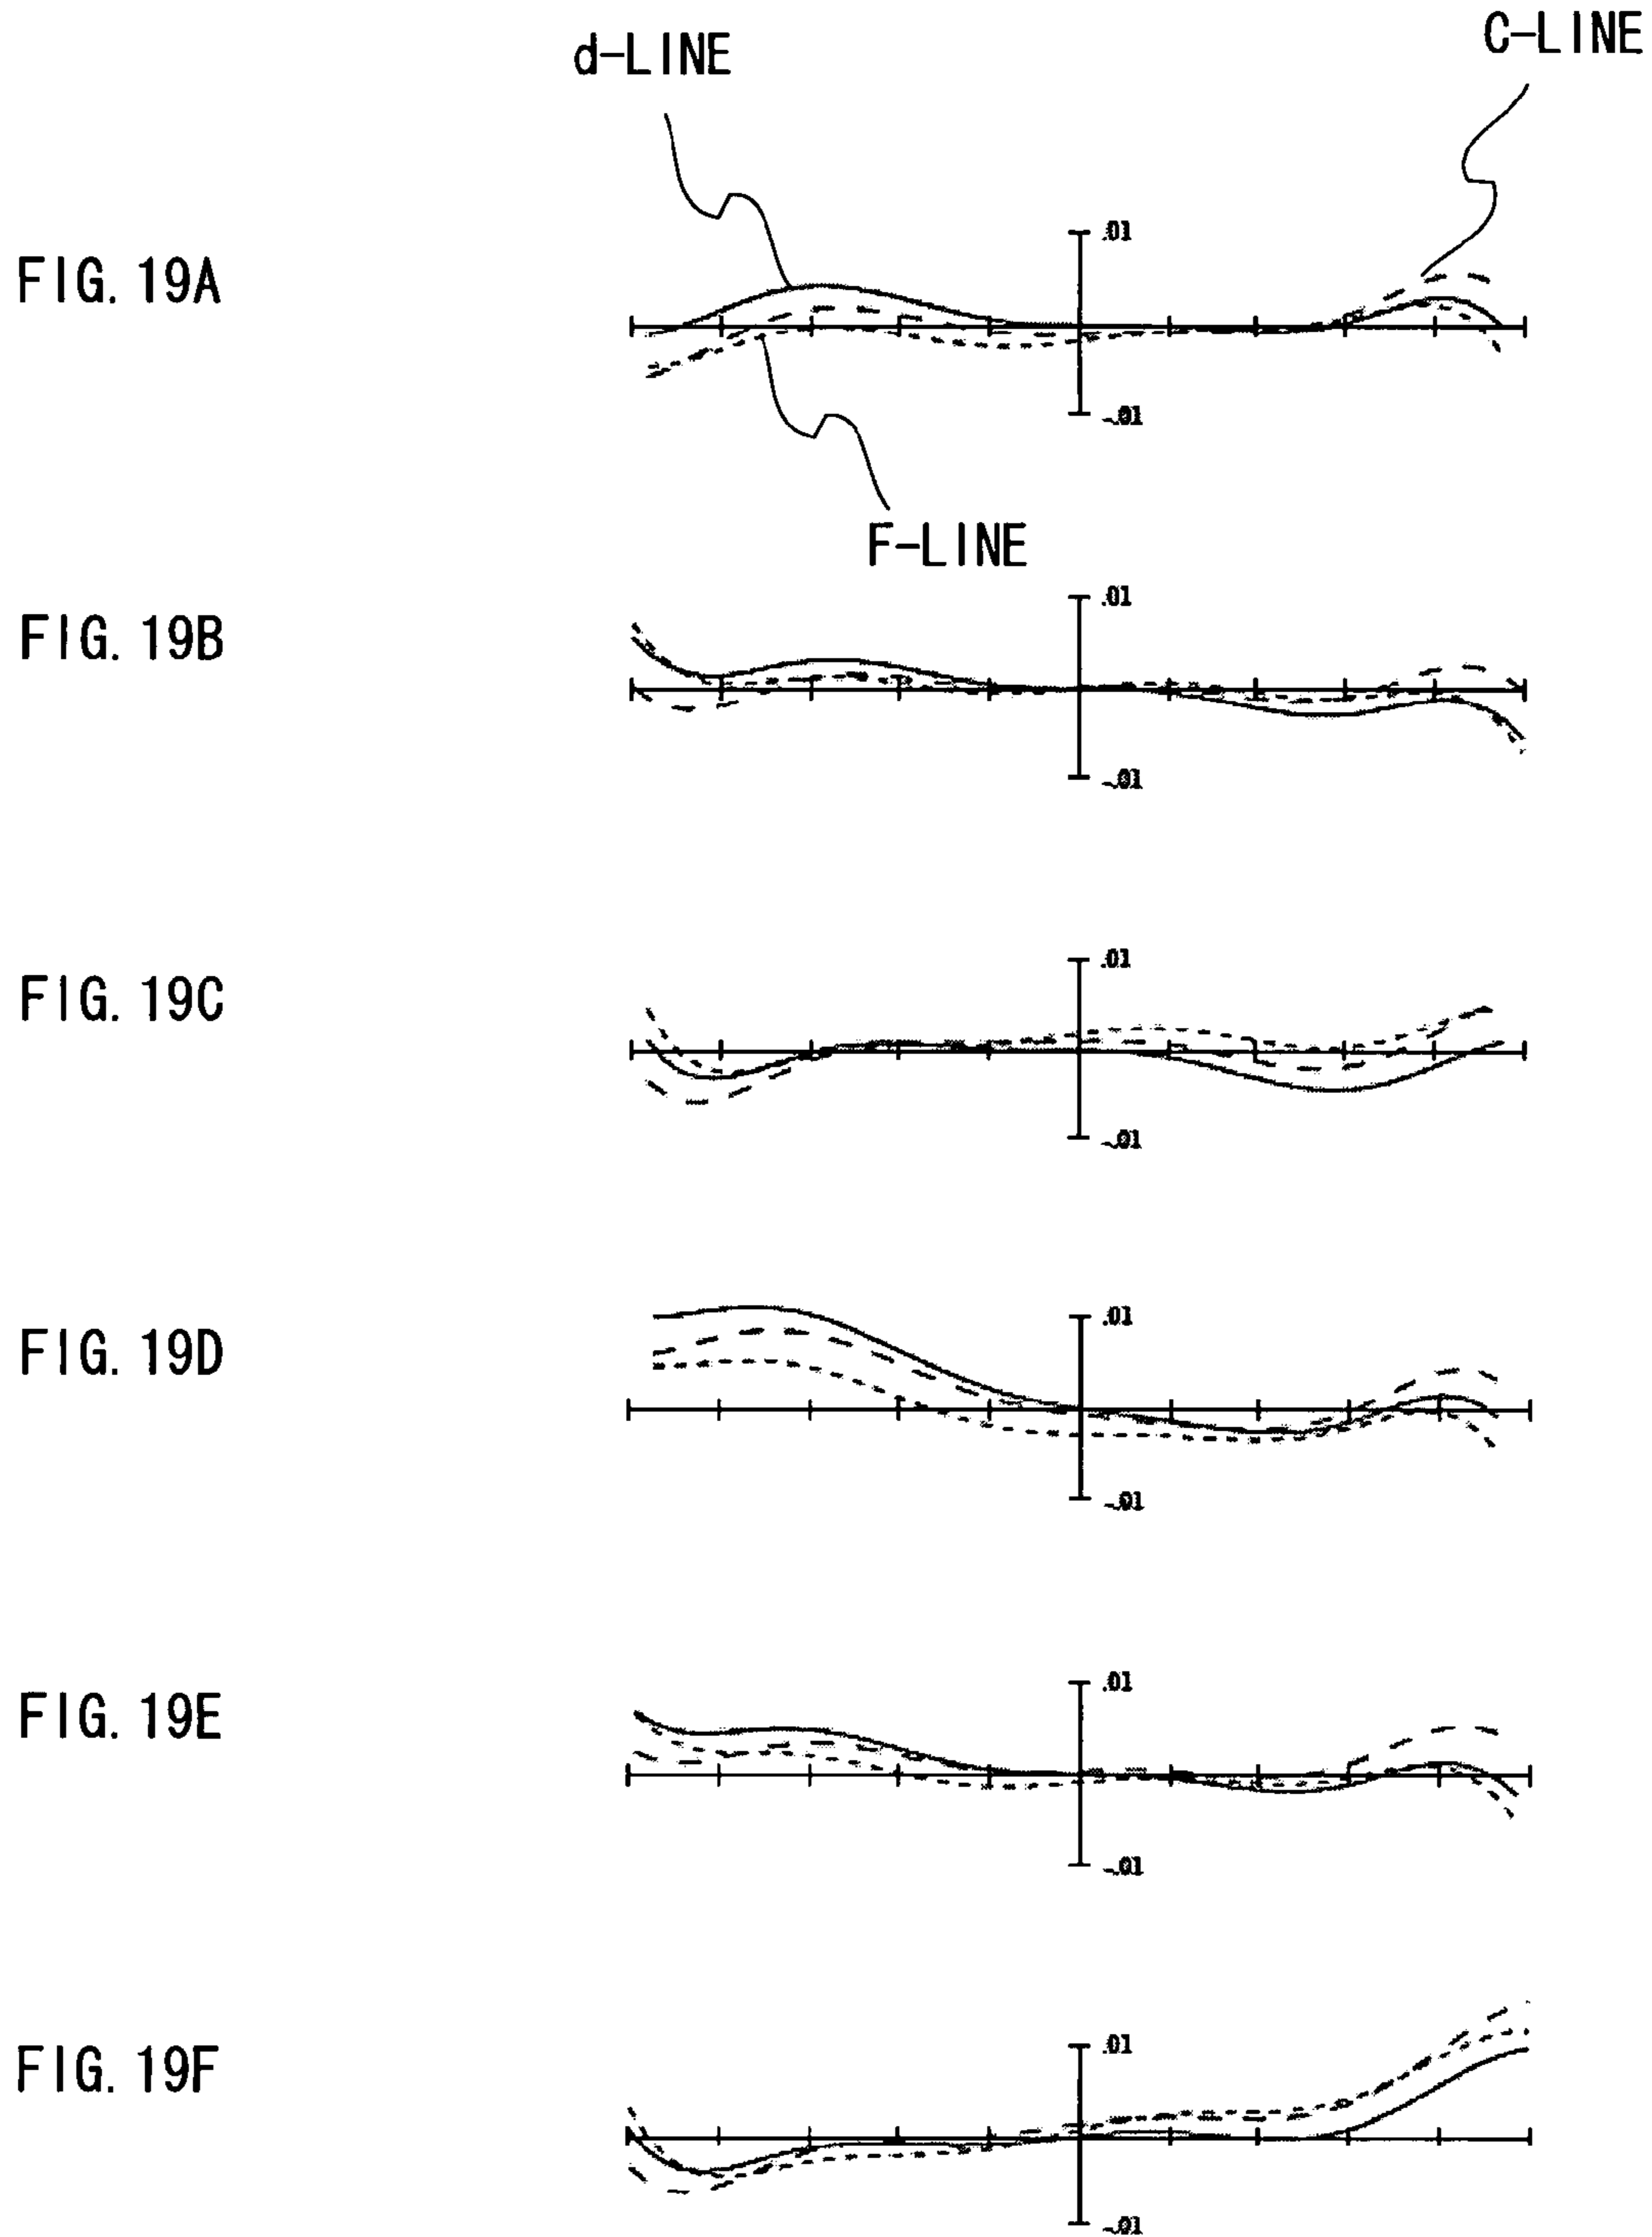 d-LINE
C-LINE
FIG. 19A
.01
-.01
F-LINE
FIG. 19B
.01
-.01
FIG. 19C
.01
-.01
FIG. 19D
.01
-.01
FIG. 19E
.01
-.01
FIG. 19F
.01
-.01